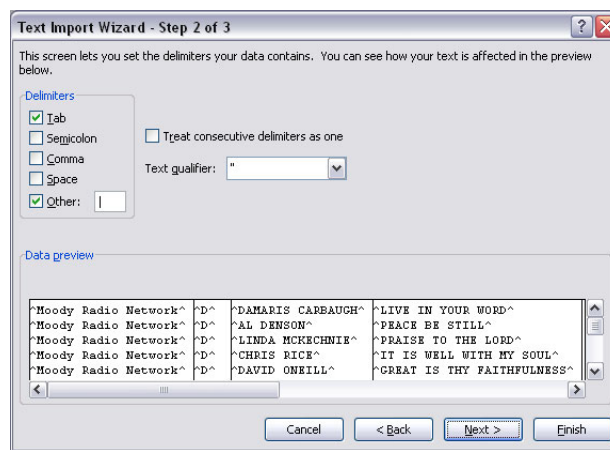 Text Import Wizard - Step 2 of 3
This screen lets you set the delimiters your data contains. You can see how your text is affected in the preview
below.
Delimiters
Tab
Semicolon
Comma
Space
Other: |
Treat consecutive delimiters as one
Text qualifier: "
Data preview
^Moody Radio Network^ ^D^ ^DAMARIS CARBAUGH^ ^LIVE IN YOUR WORD^
^Moody Radio Network^ ^D^ ^AL DENSON^ ^PEACE BE STILL^
^Moody Radio Network^ ^D^ ^LINDA MCKECHNIE^ ^PRAISE TO THE LORD^
^Moody Radio Network^ ^D^ ^CHRIS RICE^ ^IT IS WELL WITH MY SOUL^
^Moody Radio Network^ ^D^ ^DAVID ONEILL^ ^GREAT IS THY FAITHFULNESS^
Cancel < Back Next > Finish